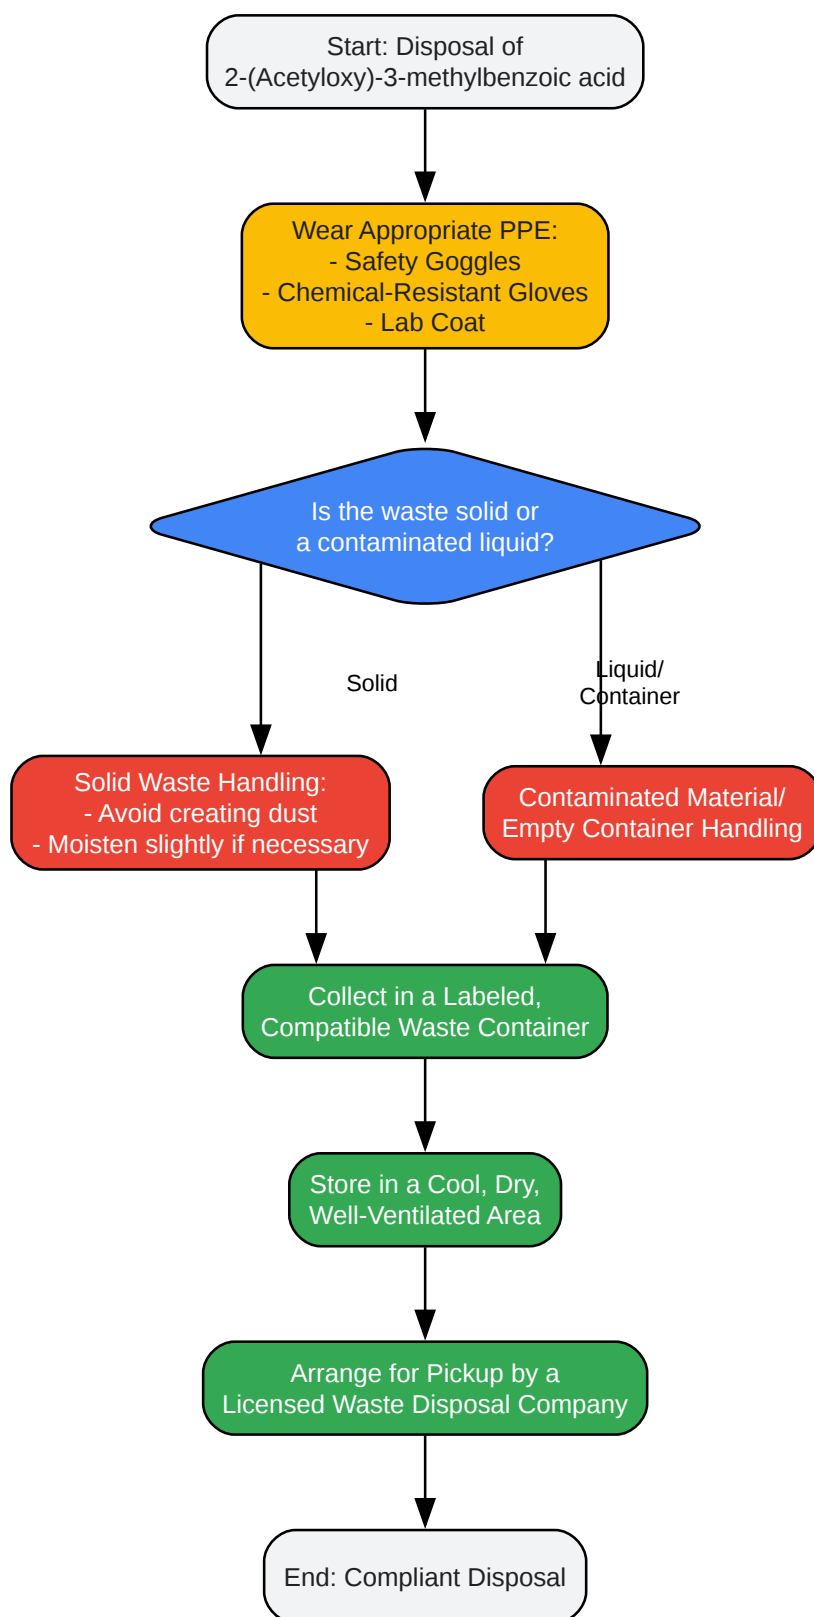 Start: Disposal of
2-(Acetyloxy)-3-methylbenzoic acid
Wear Appropriate PPE:
- Safety Goggles
- Chemical-Resistant Gloves
- Lab Coat
Is the waste solid or
a contaminated liquid?
Solid
Liquid/
Container
Solid Waste Handling:
- Avoid creating dust
- Moisten slightly if necessary
Contaminated Material/
Empty Container Handling
Collect in a Labeled,
Compatible Waste Container
Store in a Cool, Dry,
Well-Ventilated Area
Arrange for Pickup by a
Licensed Waste Disposal Company
End: Compliant Disposal